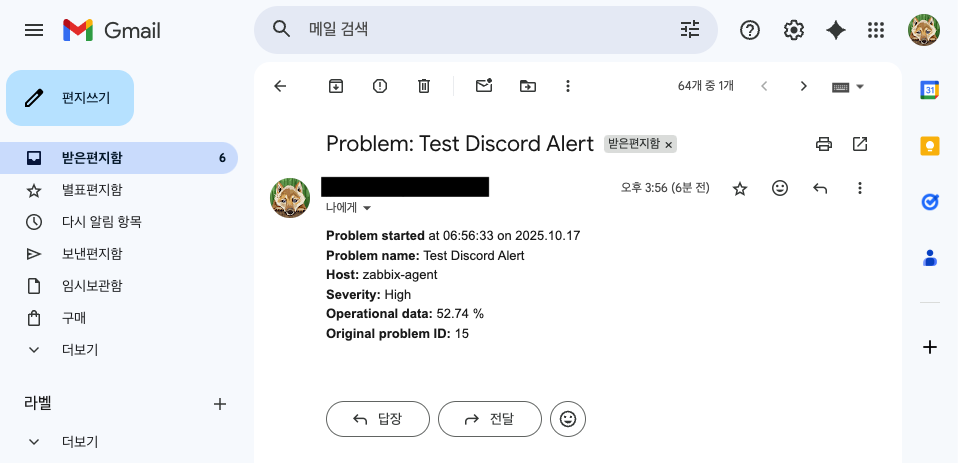 Gmail
메일 검색
편지쓰기
받은편지함 6
별표편지함
다시 알림 항목
보낸편지함
임시보관함
구매
더보기
라벨
더보기
64개 중 1개
Problem: Test Discord Alert 받은편지함 ×
오후 3:56 (6분 전)
나에게
Problem started at 06:56:33 on 2025.10.17
Problem name: Test Discord Alert
Host: zabbix-agent
Severity: High
Operational data: 52.74 %
Original problem ID: 15
답장
전달
31